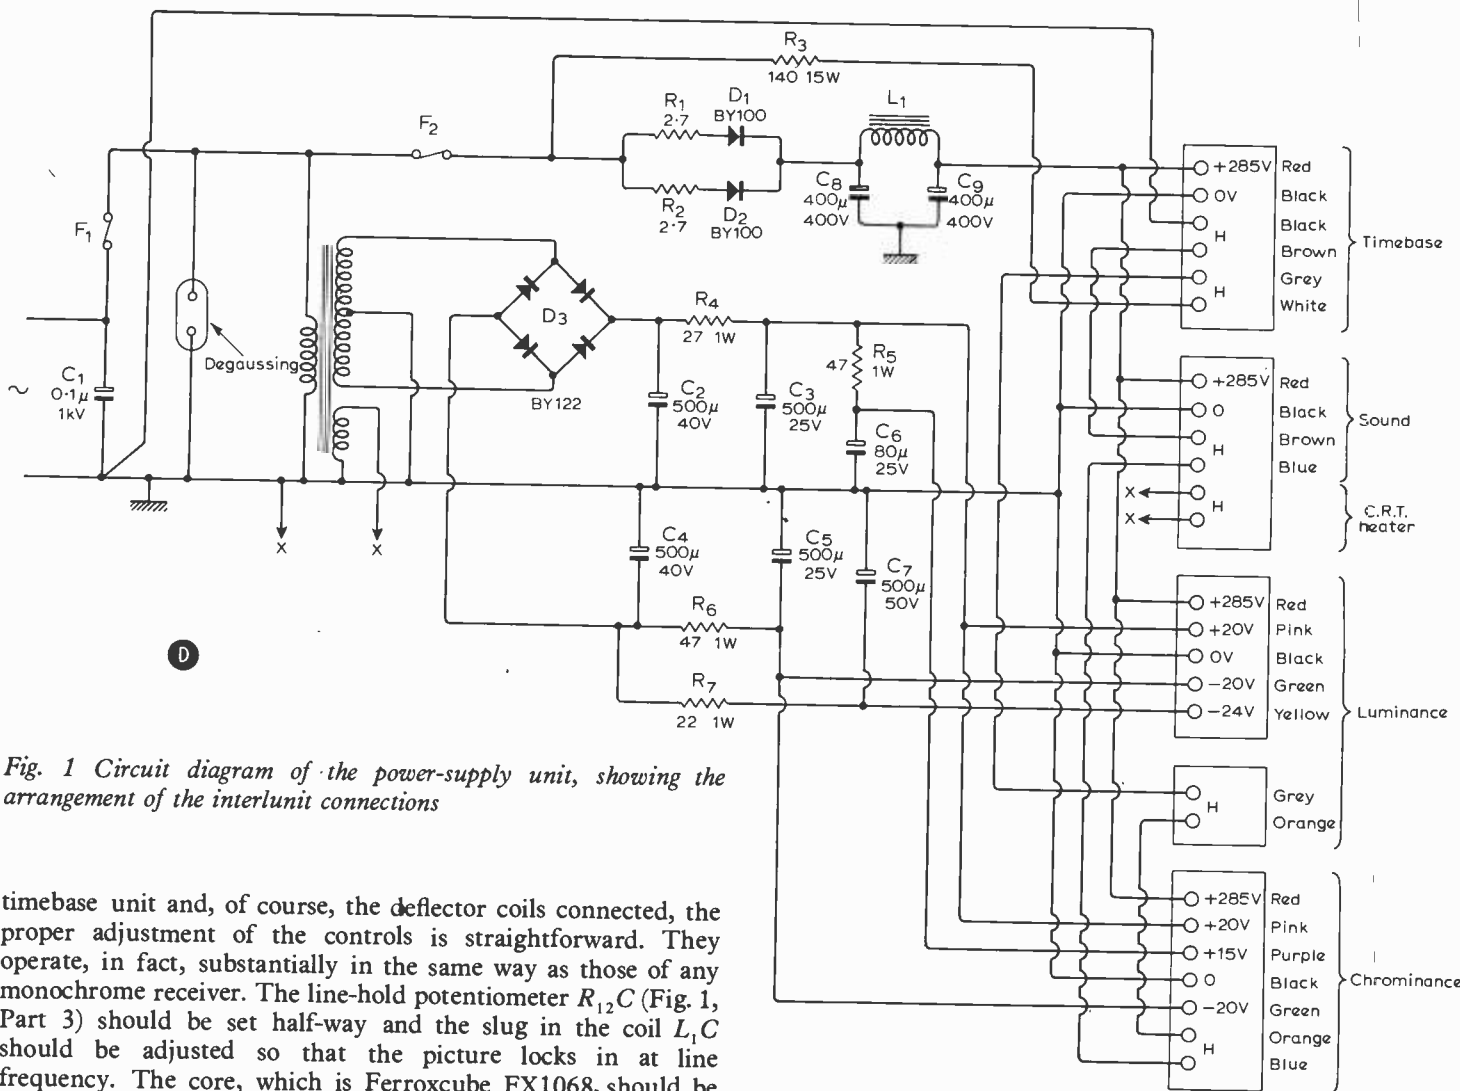 R3
140 15W
D1
BY100
R1
2·7
L1
F2
R2
2·7
D2
BY100
C8
400μ
400V
C9
400μ
400V
F1
Degaussing
C1
0·1μ
1kV
~
D3
BY122
R4
27 1W
R5
47 1W
C2
500μ
40V
C3
500μ
25V
C6
80μ
25V
X
X
C4
500μ
40V
C5
500μ
25V
C7
500μ
50V
R6
47 1W
R7
22 1W
D
+285V Red
0V Black
Black
H
Brown
Grey
H
White
Timebase
+285V Red
0 Black
Brown
H
Blue
Sound
X
H
X
C.R.T.
heater
+285V Red
+20V Pink
0V Black
-20V Green
-24V Yellow
Luminance
Grey
H
Orange
+285V Red
+20V Pink
+15V Purple
0 Black
-20V Green
Orange
H
Blue
Chrominance
Fig. 1 Circuit diagram of the power-supply unit, showing the
arrangement of the interlunit connections
timebase unit and, of course, the deflector coils connected, the
proper adjustment of the controls is straightforward. They
operate, in fact, substantially in the same way as those of any
monochrome receiver. The line-hold potentiometer R12C (Fig. 1,
Part 3) should be set half-way and the slug in the coil L1C
should be adjusted so that the picture locks in at line
frequency. The core, which is Ferroxcube FX1068, should be